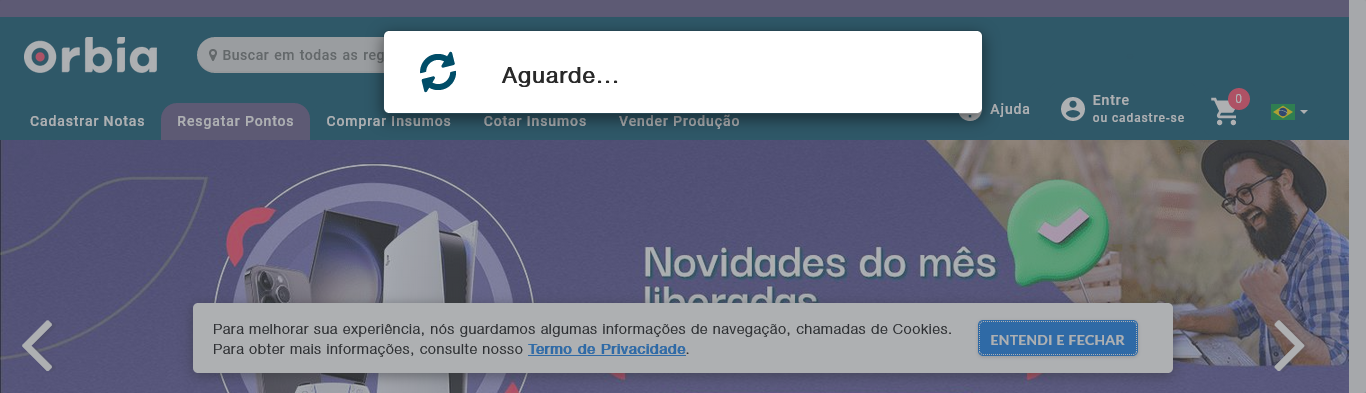 Orbia
Buscar em todas as reg
Aguarde...
Cadastrar Notas
Resgatar Pontos
Comprar Insumos
Cotar Insumos
Vender Produção
Ajuda
Entre
ou cadastre-se
0
Novidades do mês
liberadas
Para melhorar sua experiência, nós guardamos algumas informações de navegação, chamadas de Cookies.
Para obter mais informações, consulte nosso Termo de Privacidade.
ENTENDI E FECHAR